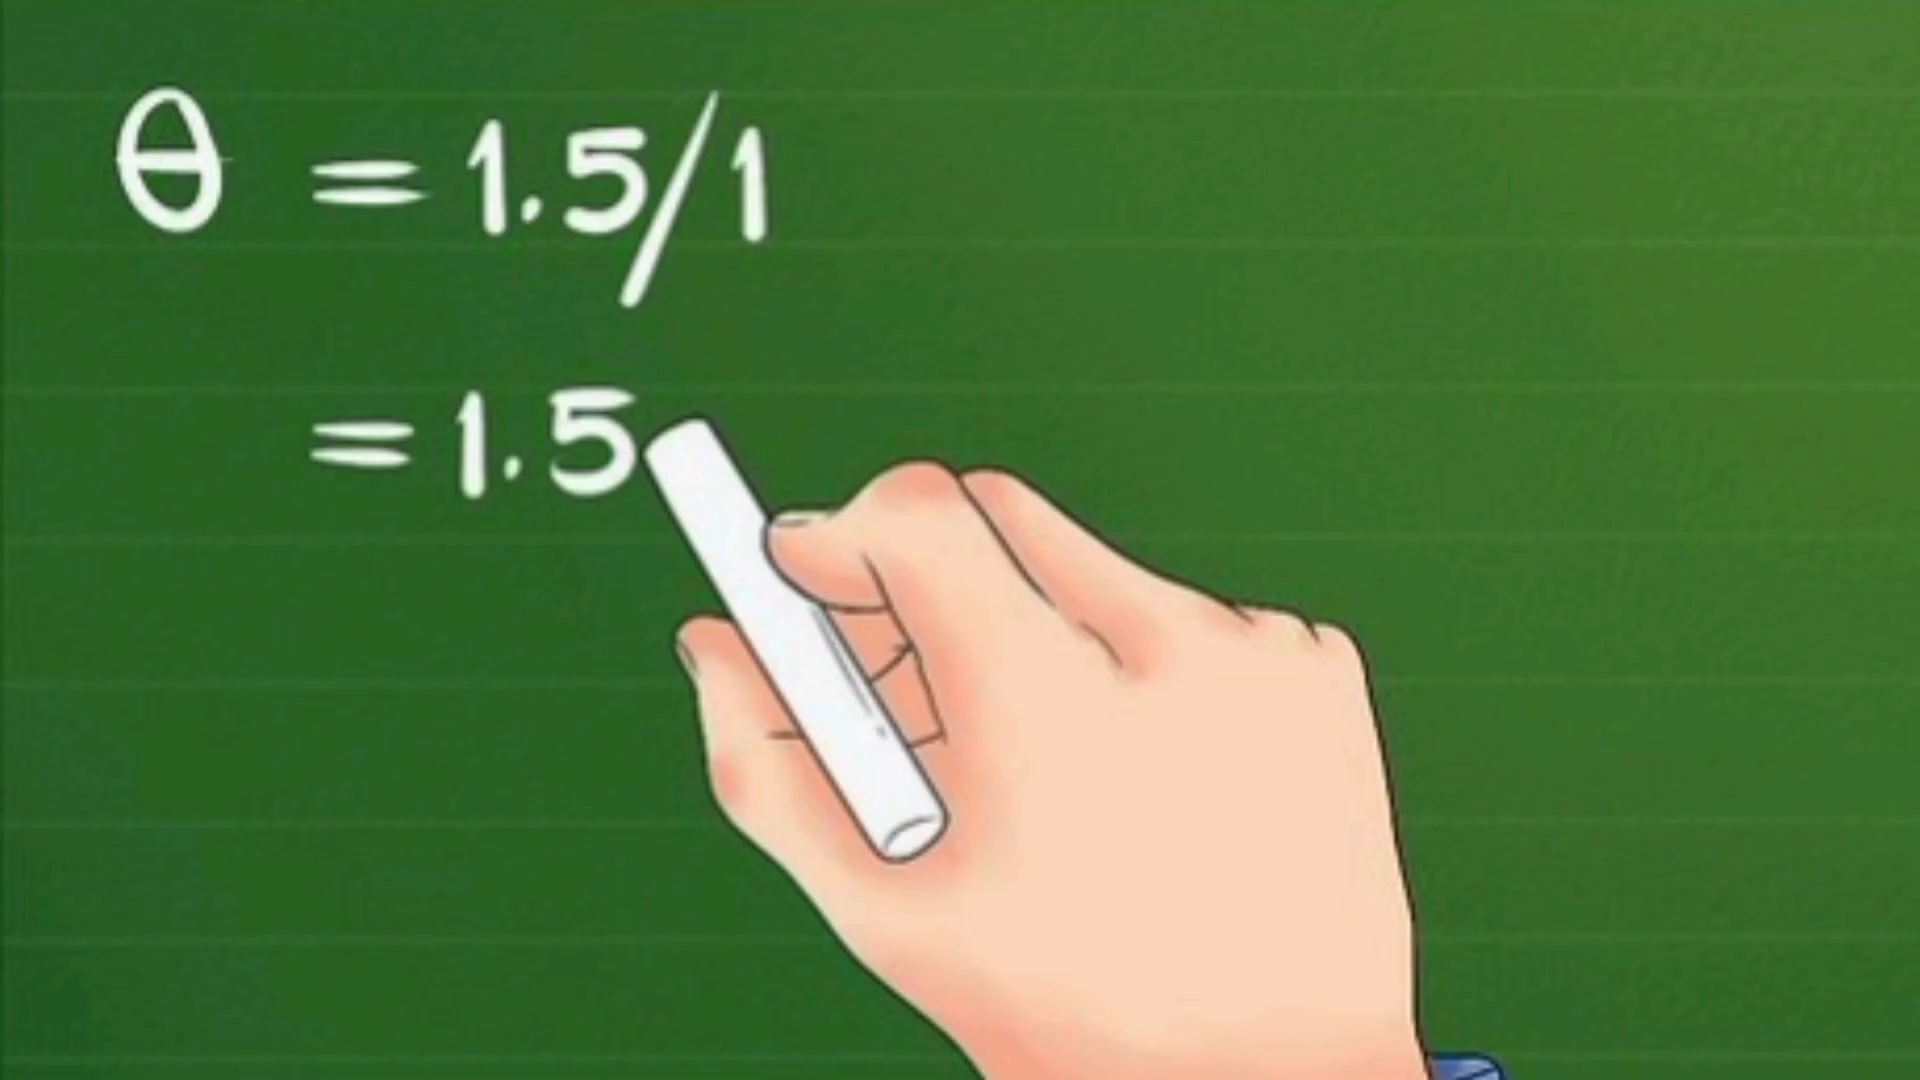 θ = 1.5/1
= 1.5